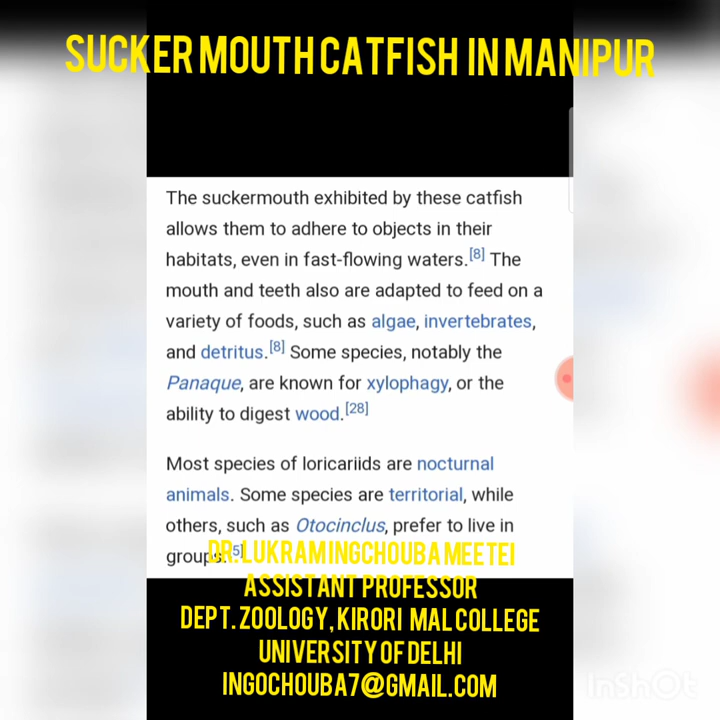 SUCKER MOUTH CATFISH IN MANIPUR
The suckermouth exhibited by these catfish
allows them to adhere to objects in their
habitats, even in fast-flowing waters.[8] The
mouth and teeth also are adapted to feed on a
variety of foods, such as algae, invertebrates,
and detritus.[8] Some species, notably the
Panaque, are known for xylophagy, or the
ability to digest wood.[28]
Most species of loricariids are nocturnal
animals. Some species are territorial, while
others, such as Otocinclus, prefer to live in
groups.
DR. LUKRAM INGCHOUBA MEETEI
ASSISTANT PROFESSOR
DEPT. ZOOLOGY, KIRORI MAL COLLEGE
UNIVERSITY OF DELHI
INGOCHOUBA7@GMAIL.COM
InShOt